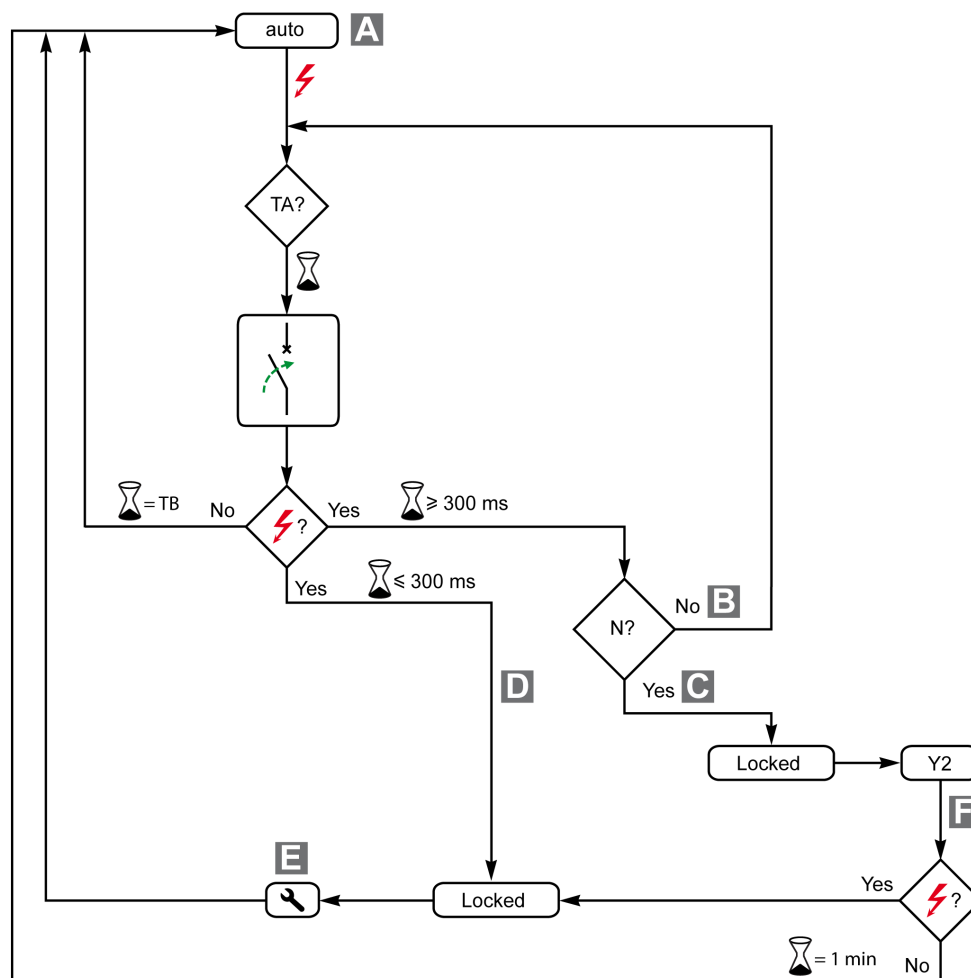 auto
A
TA?
= TB
No
?
Yes
≥ 300 ms
Yes
≤ 300 ms
N?
No
B
D
Yes
C
Locked
Y2
F
E
Locked
Yes
?
= 1 min
No